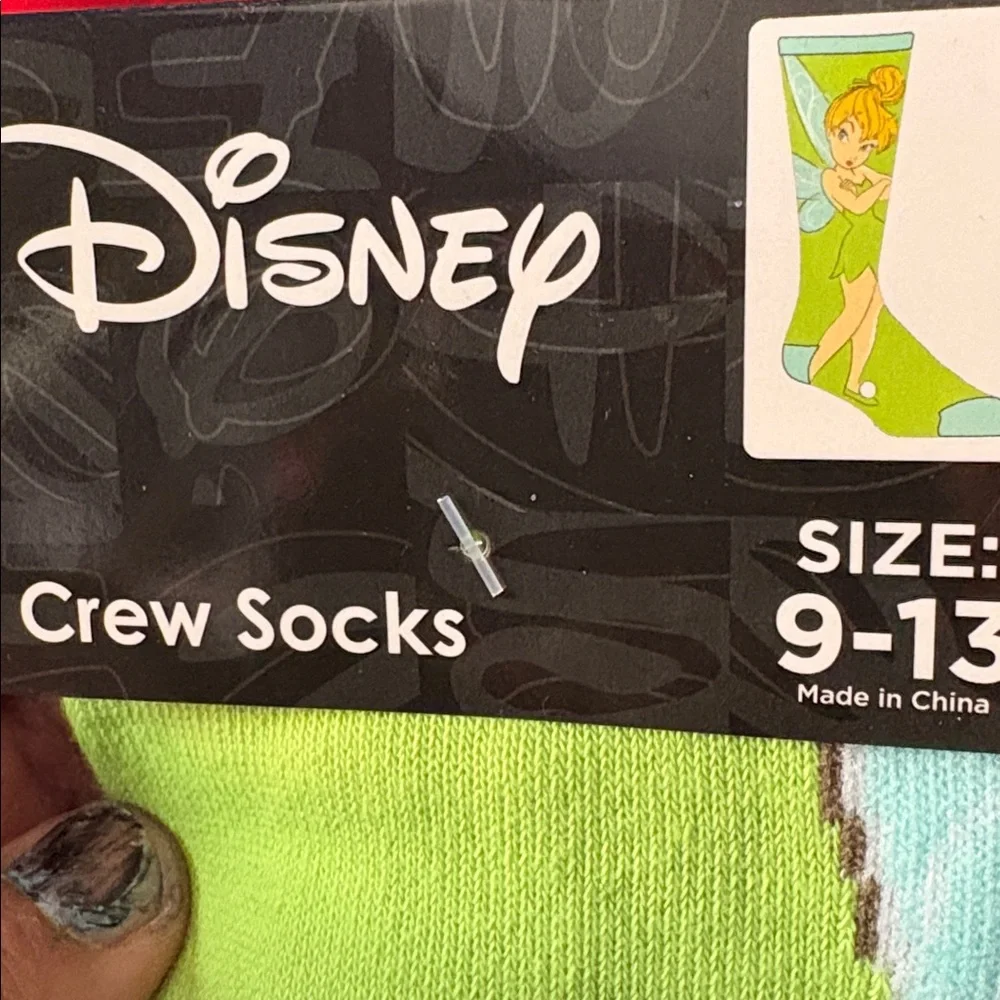 Disney
Crew Socks
SIZE:
9-13
Made in China